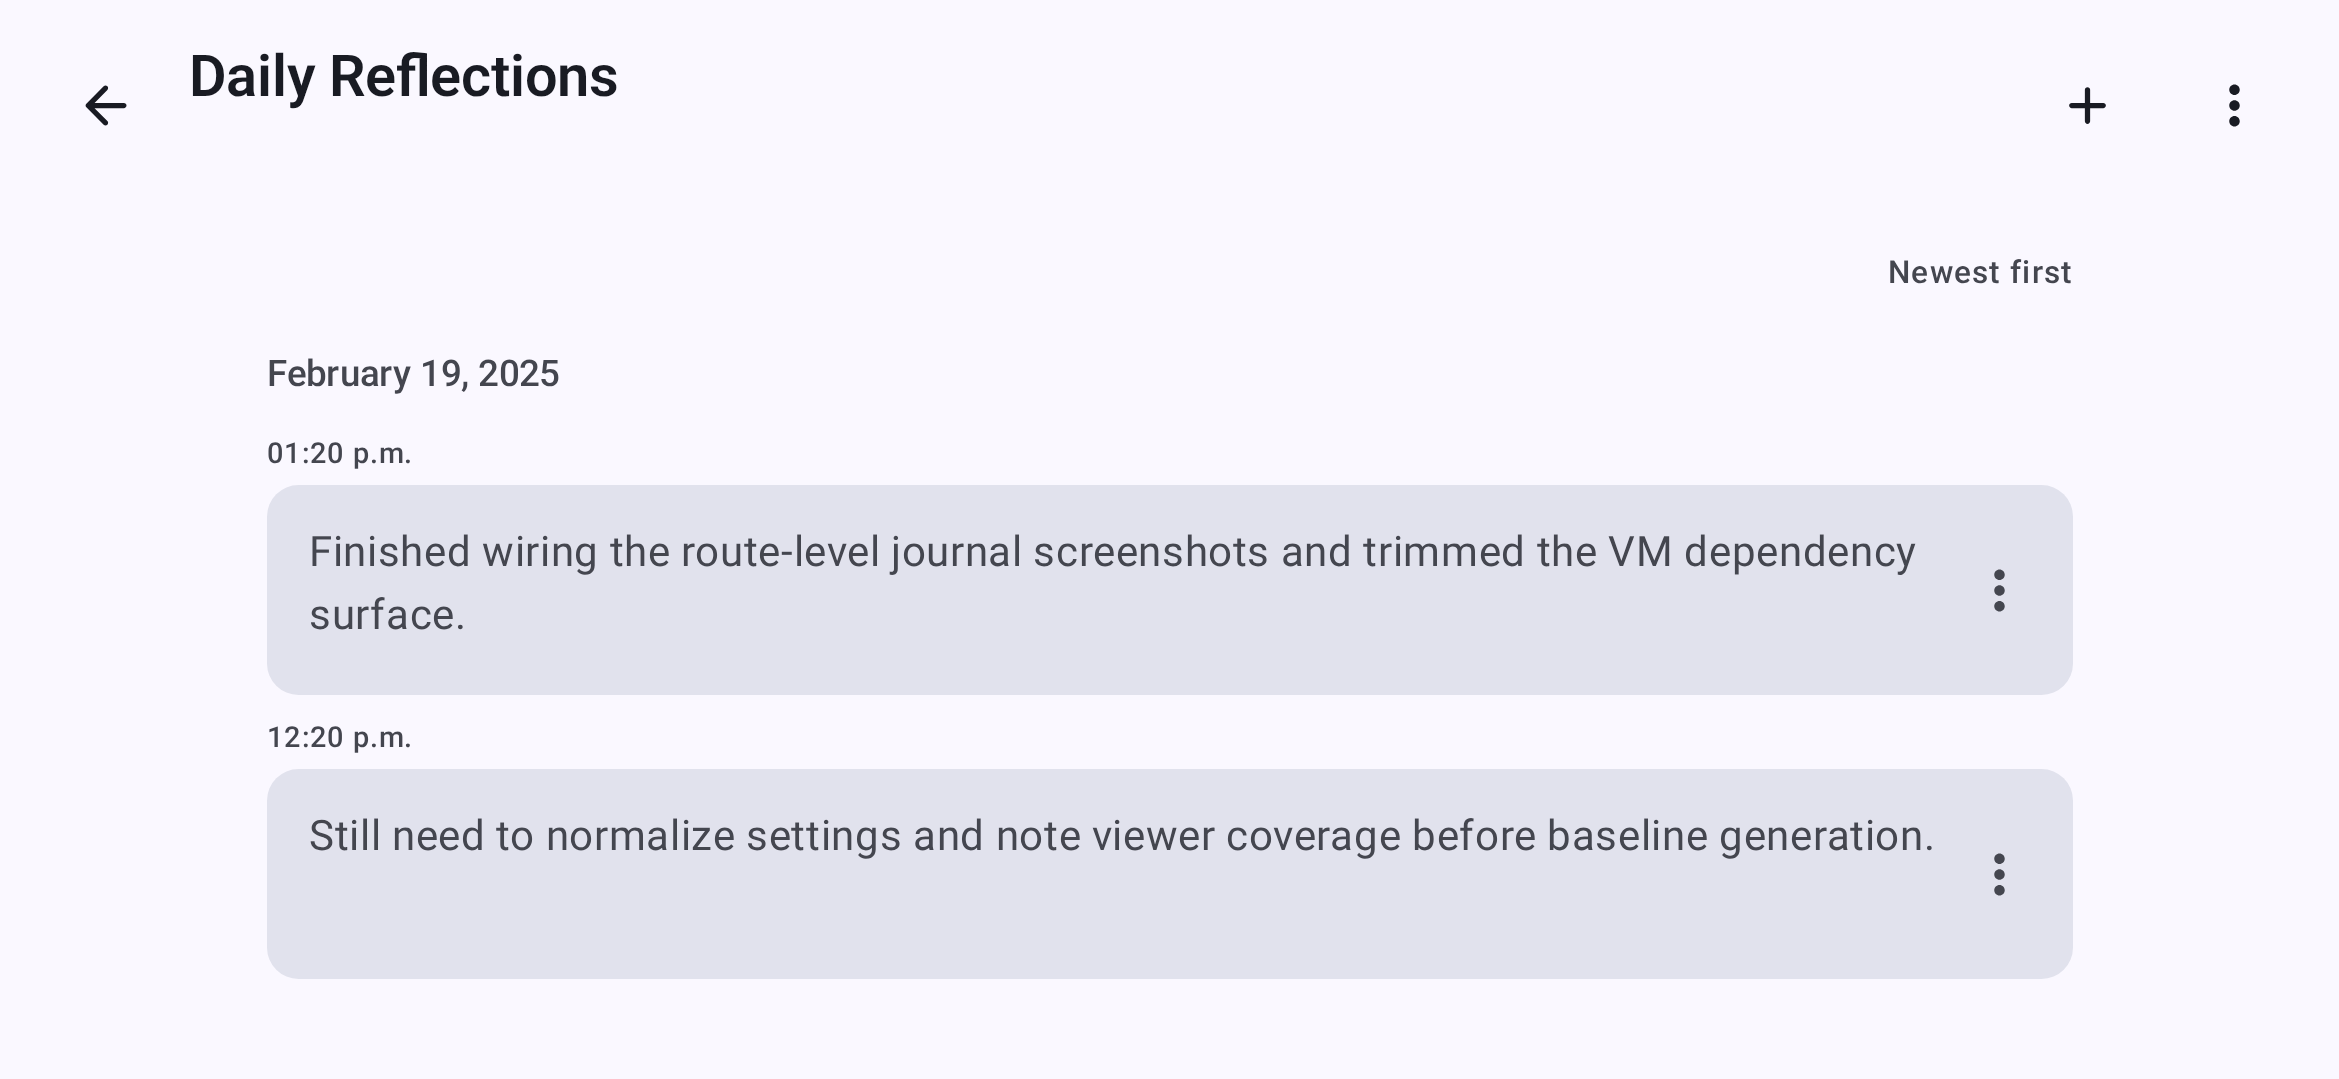 Daily Reflections
Newest first
February 19, 2025
01:20 p.m.
Finished wiring the route-level journal screenshots and trimmed the VM dependency
surface.
12:20 p.m.
Still need to normalize settings and note viewer coverage before baseline generation.